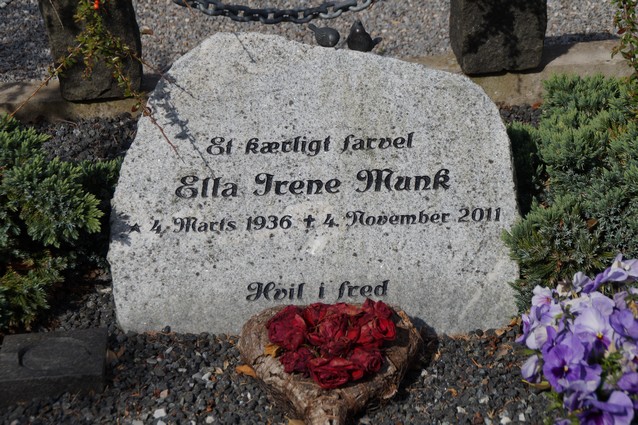 Et kærligt farvel
Ella Irene Munk
★ 4. Marts 1936 ✝ 4. November 2011
Hvil i fred